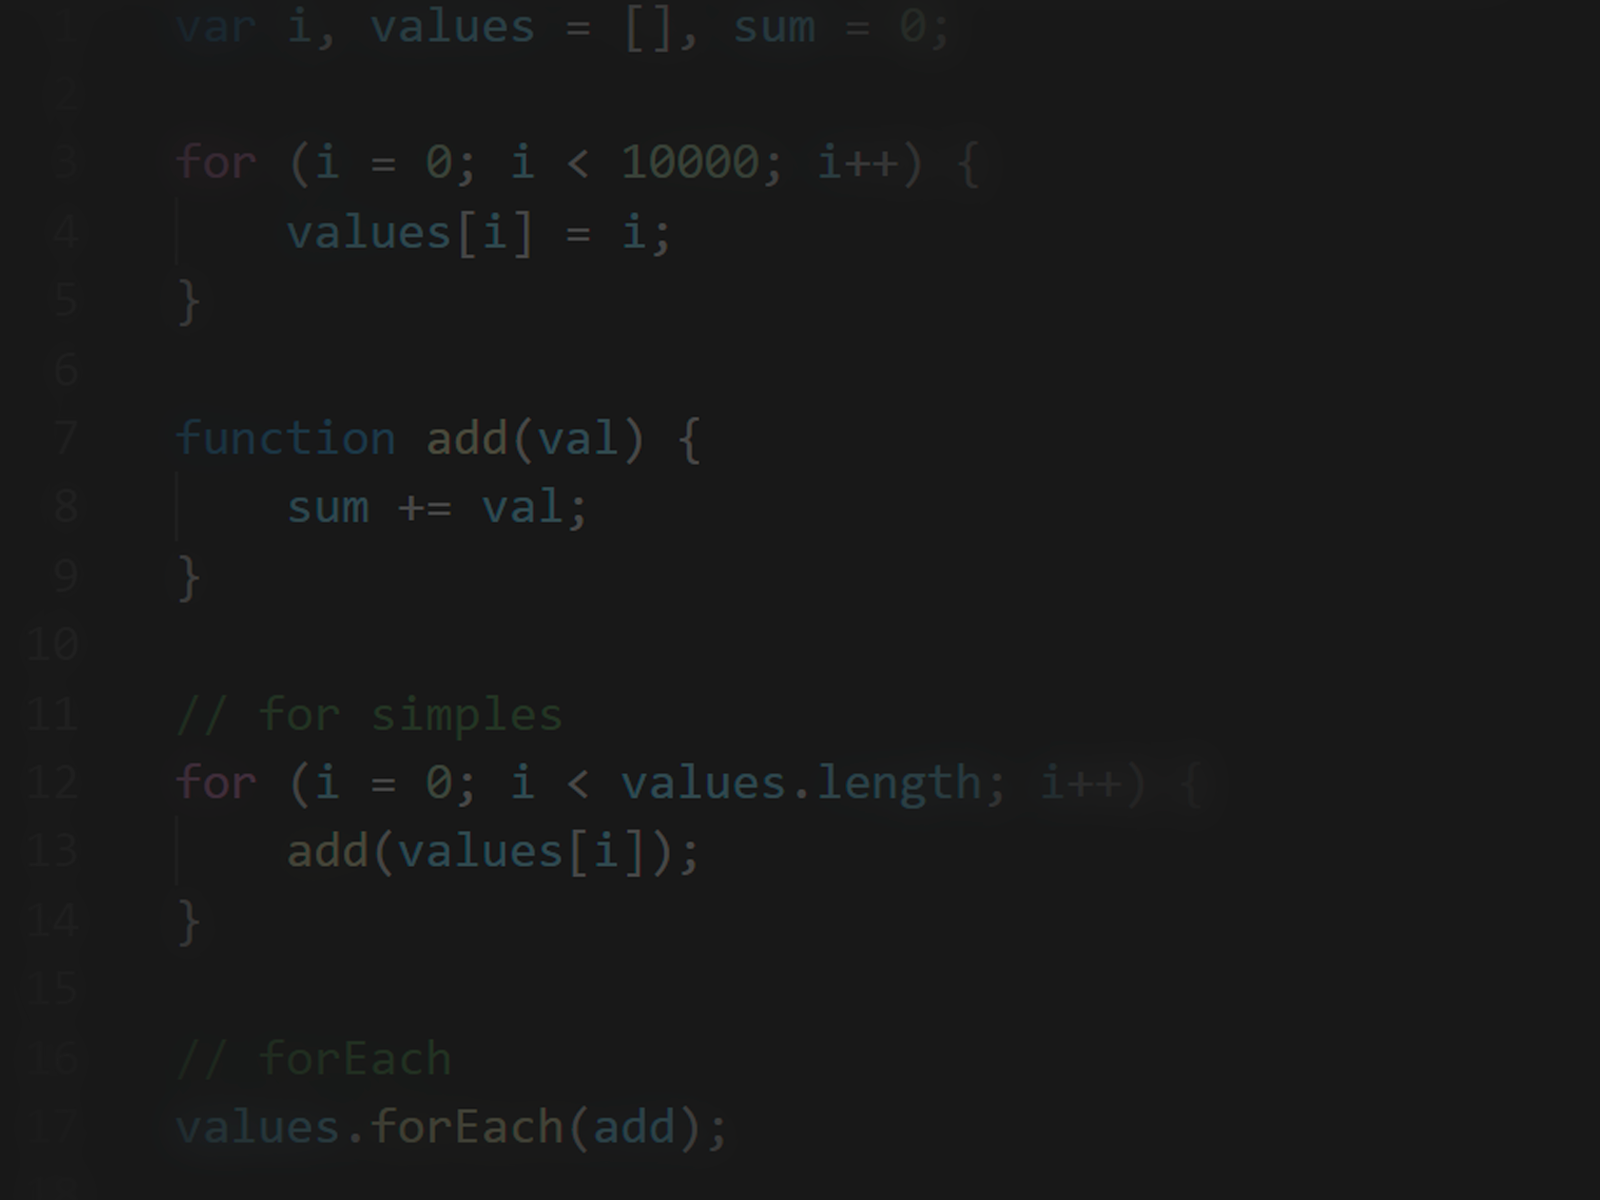 1 var i, values = [], sum = 0;
2
3 for (i = 0; i < 10000; i++) {
4     values[i] = i;
5 }
6
7 function add(val) {
8     sum += val;
9 }
10
11 // for simples
12 for (i = 0; i < values.length; i++) {
13     add(values[i]);
14 }
15
16 // forEach
17 values.forEach(add);